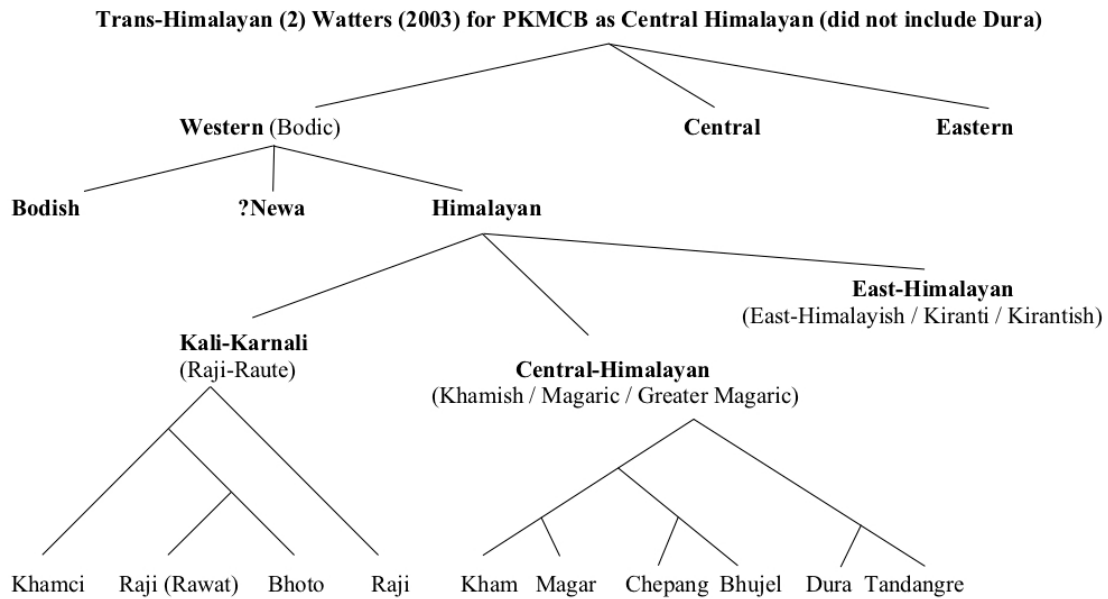 Trans-Himalayan (2) Watters (2003) for PKMCB as Central Himalayan (did not include Dura)
Western (Bodic) Central Eastern
Bodish ?Newa Himalayan
East-Himalayan
(East-Himalayish / Kiranti / Kirantish)
Kali-Karnali
(Raji-Raute)
Central-Himalayan
(Khamish / Magaric / Greater Magaric)
Khamci Raji (Rawat) Bhoto Raji Kham Magar Chepang Bhujel Dura Tandangre